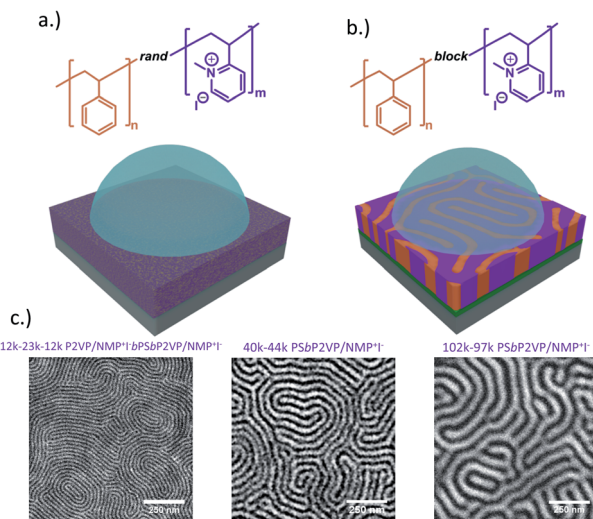 a.)
b.)
rand
N
+
I
−
n
m
block
N
+
I
−
n
m
c.)
12k-23k-12k P2VP/NMP⁺I⁻bPSbP2VP/NMP⁺I⁻
40k-44k PSbP2VP/NMP⁺I⁻
102k-97k PSbP2VP/NMP⁺I⁻
250 nm
250 nm
250 nm